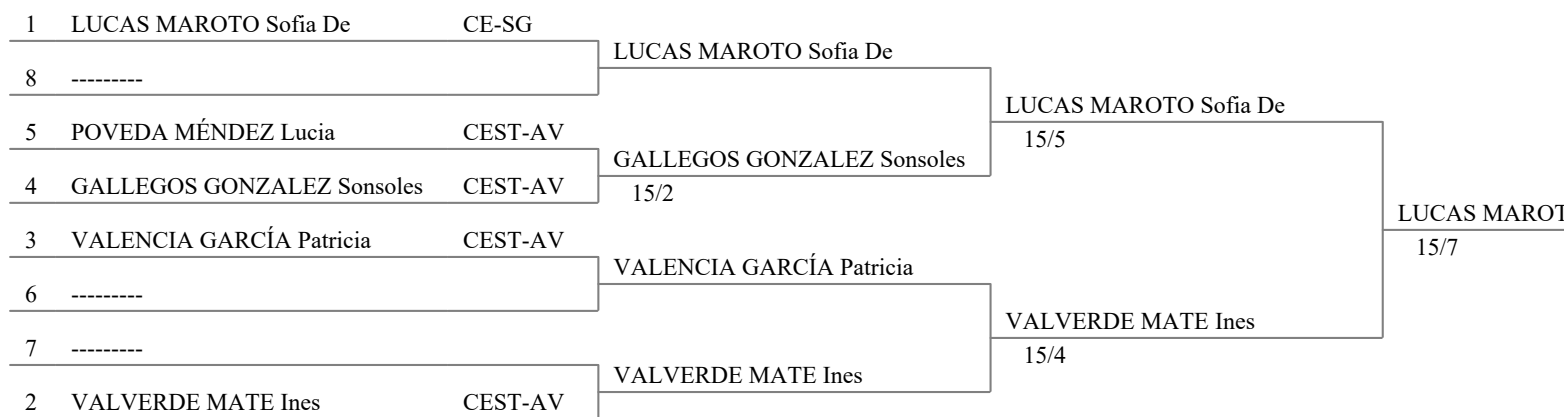 1 LUCAS MAROTO Sofia De CE-SG
LUCAS MAROTO Sofia De
8 ---------
LUCAS MAROTO Sofia De
15/5
5 POVEDA MÉNDEZ Lucia CEST-AV
GALLEGOS GONZALEZ Sonsoles
15/2
4 GALLEGOS GONZALEZ Sonsoles CEST-AV
LUCAS MAROT
15/7
3 VALENCIA GARCÍA Patricia CEST-AV
VALENCIA GARCÍA Patricia
6 ---------
VALVERDE MATE Ines
15/4
7 ---------
VALVERDE MATE Ines
2 VALVERDE MATE Ines CEST-AV